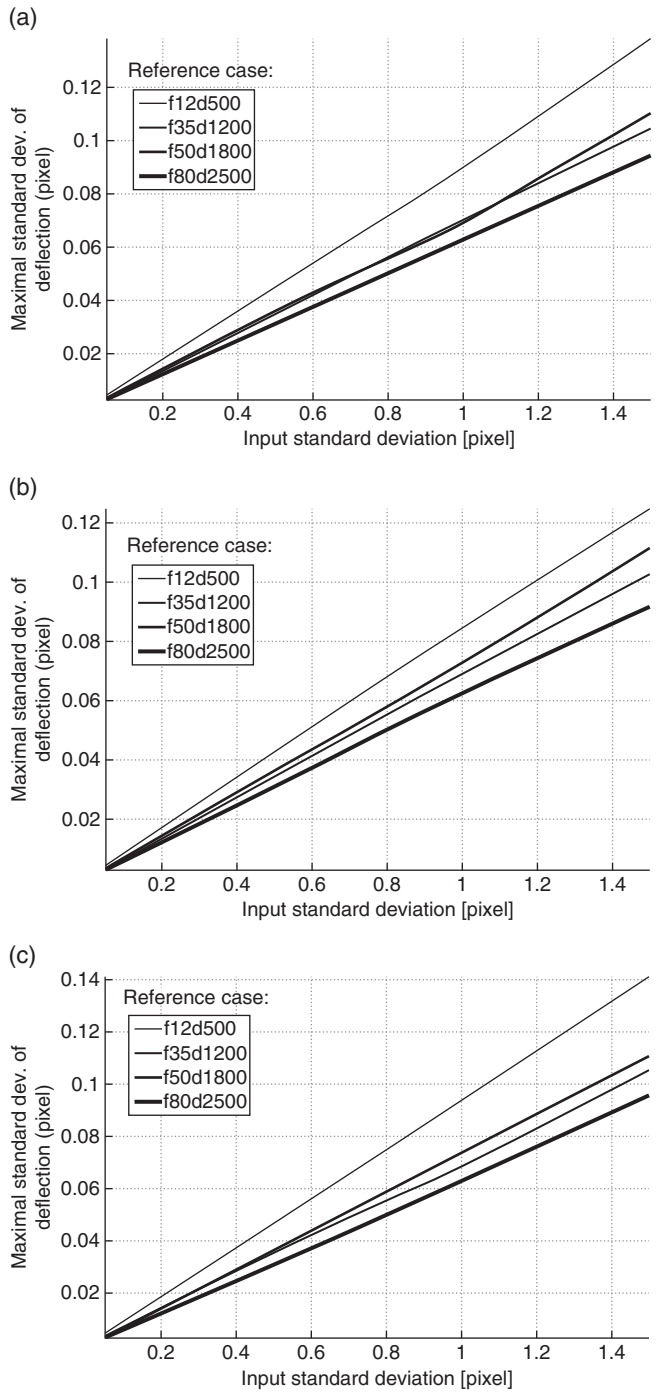 (a)
Maximal standard dev. of
deflection (pixel)
0.12
0.1
0.08
0.06
0.04
0.02
Reference case:
f12d500
f35d1200
f50d1800
f80d2500
0.2 0.4 0.6 0.8 1 1.2 1.4
Input standard deviation [pixel]
(b)
Maximal standard dev. of
deflection (pixel)
0.12
0.1
0.08
0.06
0.04
0.02
Reference case:
f12d500
f35d1200
f50d1800
f80d2500
0.2 0.4 0.6 0.8 1 1.2 1.4
Input standard deviation [pixel]
(c)
Maximal standard dev. of
deflection (pixel)
0.14
0.12
0.1
0.08
0.06
0.04
0.02
Reference case:
f12d500
f35d1200
f50d1800
f80d2500
0.2 0.4 0.6 0.8 1 1.2 1.4
Input standard deviation [pixel]